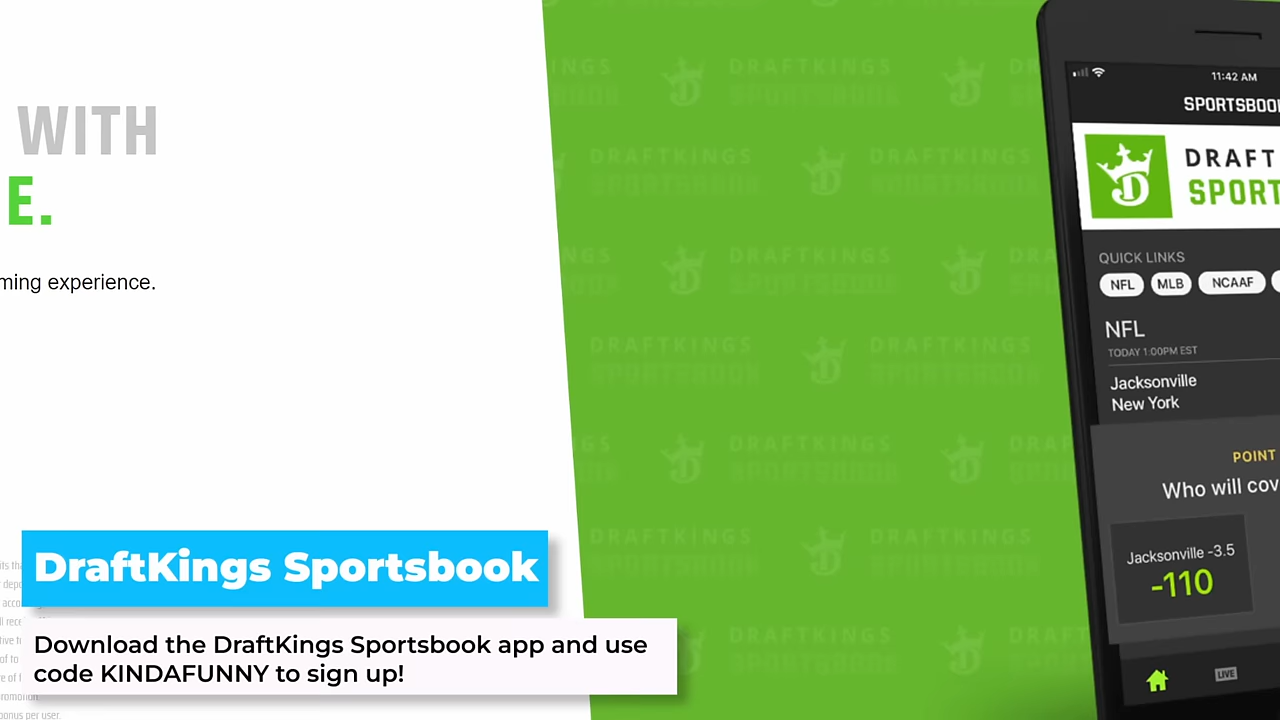 WITH
E.
ming experience.
DraftKings Sportsbook
Download the DraftKings Sportsbook app and use
code KINDAFUNNY to sign up!
bonus per user.
DRAFTKINGS
SPORTSBOOK
11:42 AM
SPORTSBOO
DRAFT
SPORT
QUICK LINKS
NFL MLB NCAAF
NFL
TODAY 1:00PM EST
Jacksonville
New York
POINT
Who will cov
Jacksonville -3.5
-110
LIVE